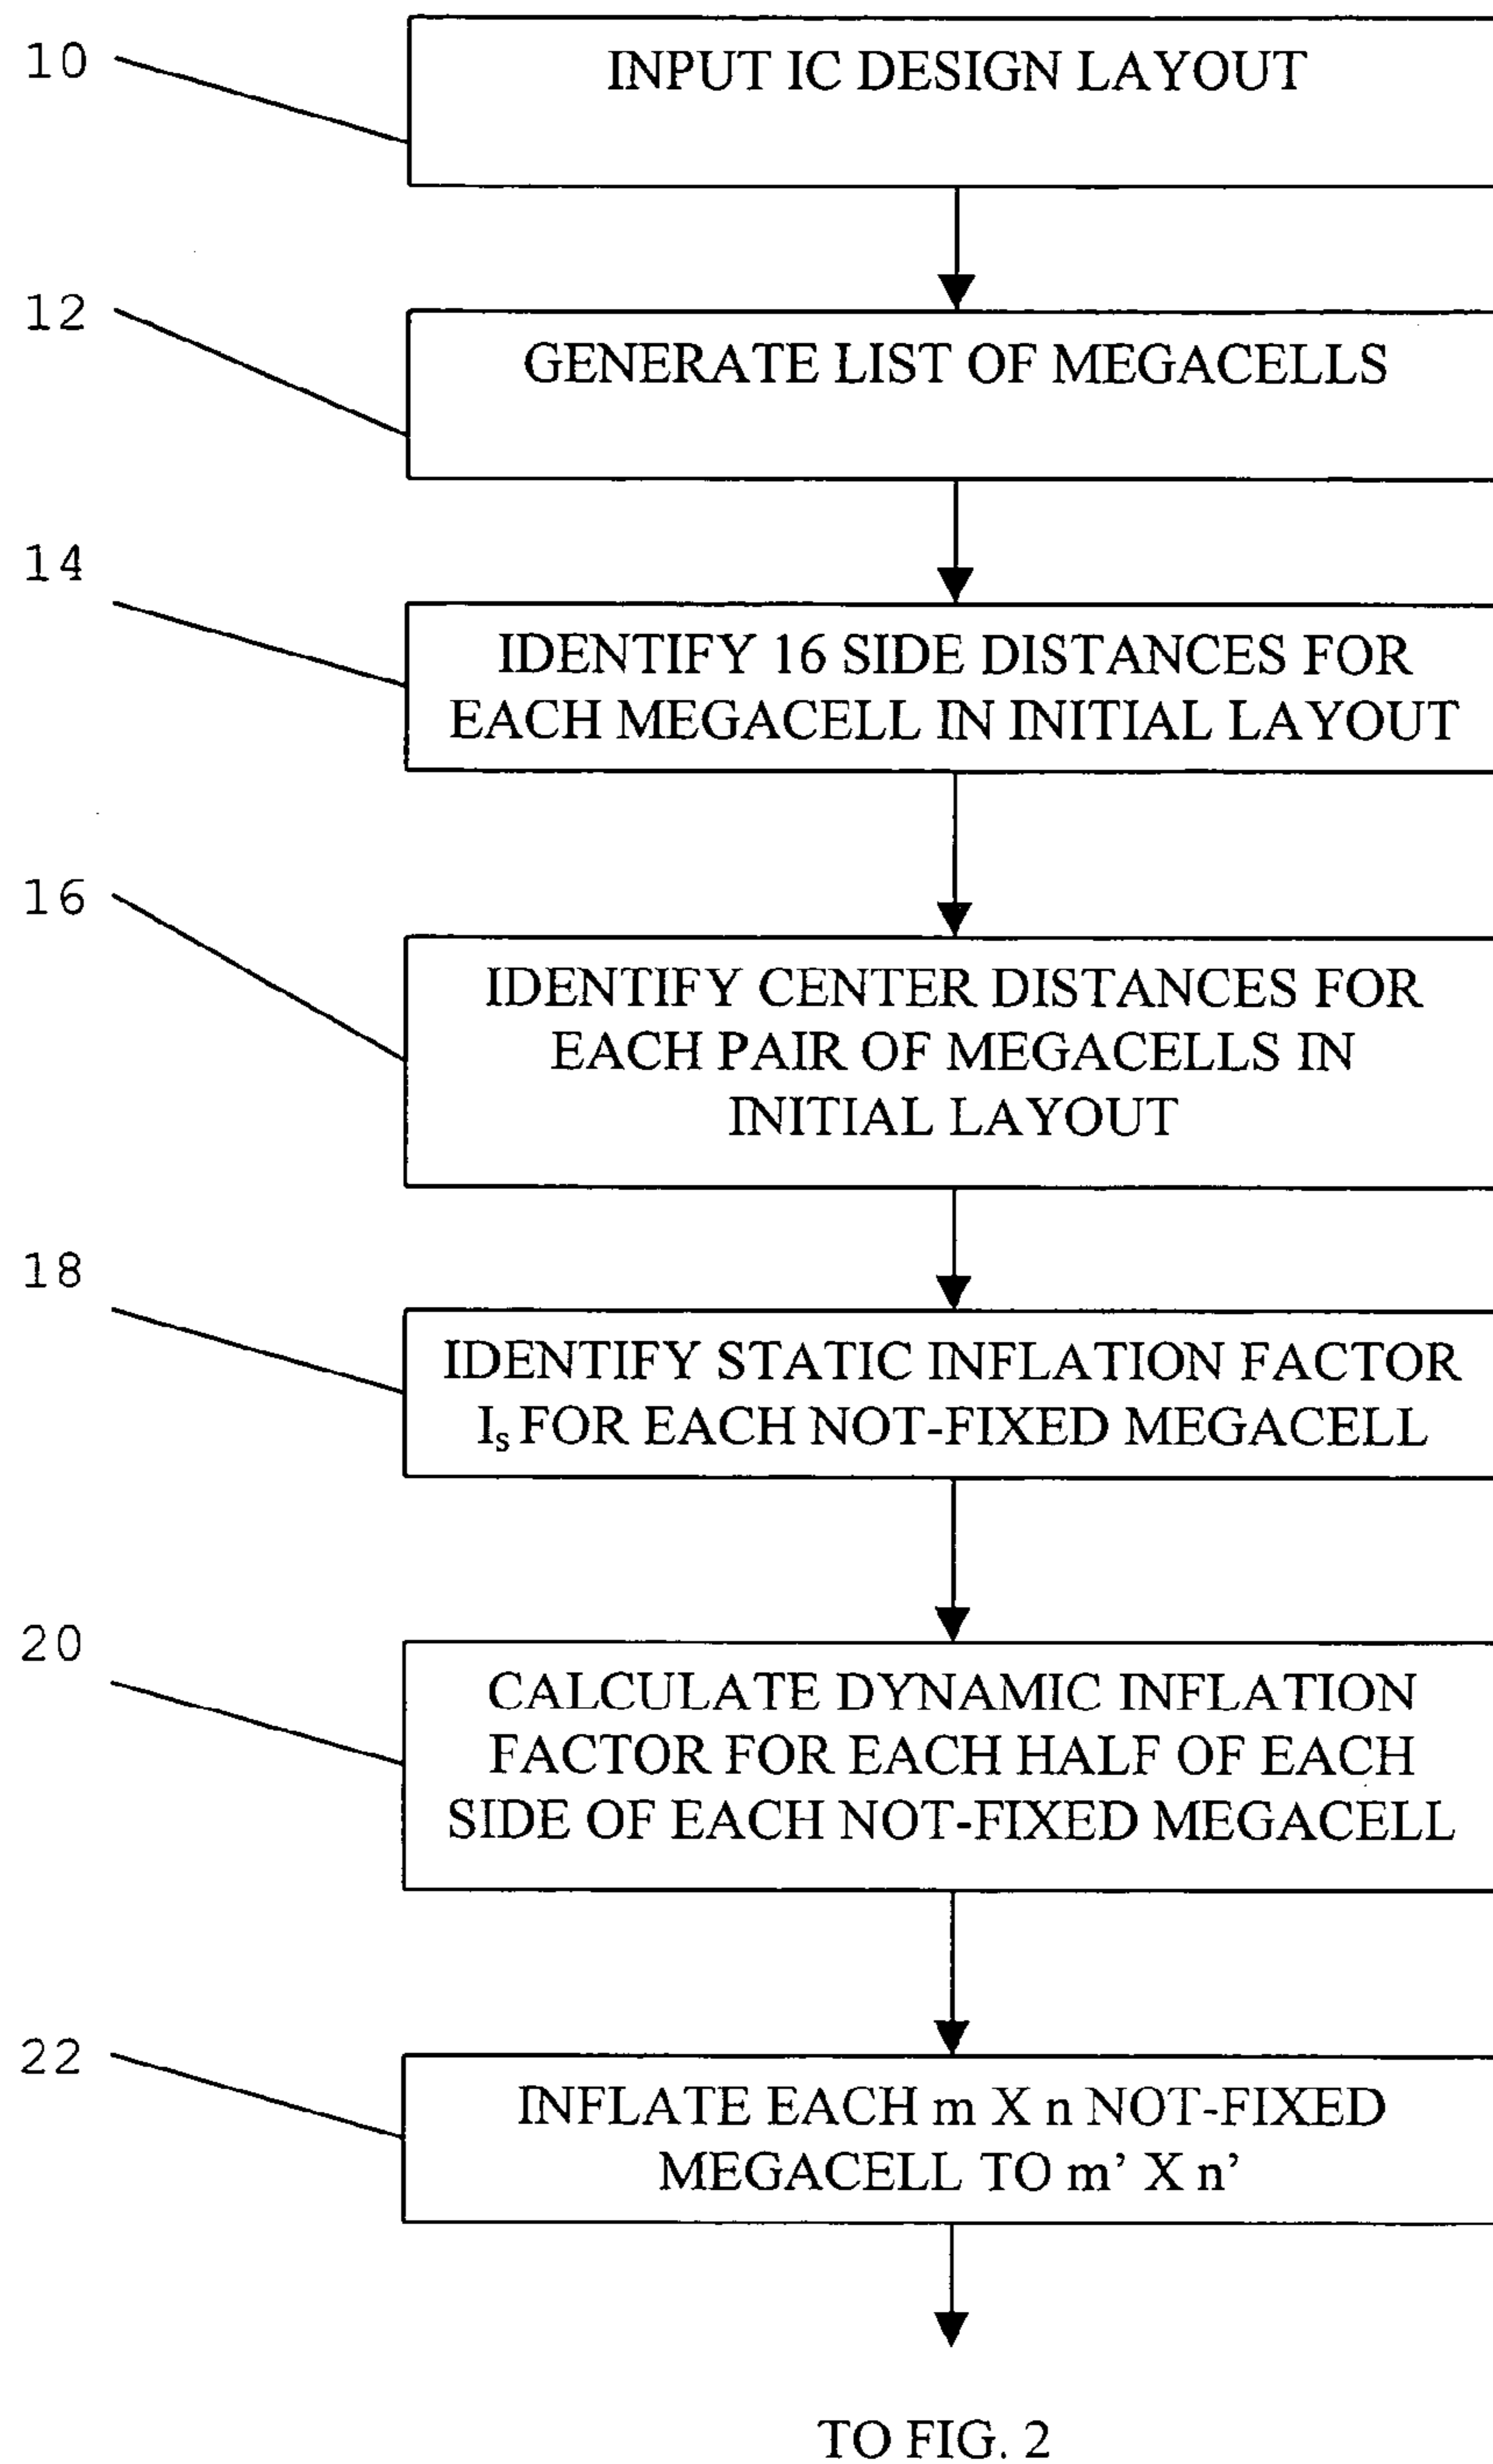 10
INPUT IC DESIGN LAYOUT
12
GENERATE LIST OF MEGACELLS
14
IDENTIFY 16 SIDE DISTANCES FOR
EACH MEGACELL IN INITIAL LAYOUT
16
IDENTIFY CENTER DISTANCES FOR
EACH PAIR OF MEGACELLS IN
INITIAL LAYOUT
18
IDENTIFY STATIC INFLATION FACTOR
Is FOR EACH NOT-FIXED MEGACELL
20
CALCULATE DYNAMIC INFLATION
FACTOR FOR EACH HALF OF EACH
SIDE OF EACH NOT-FIXED MEGACELL
22
INFLATE EACH m X n NOT-FIXED
MEGACELL TO m' X n'
TO FIG. 2